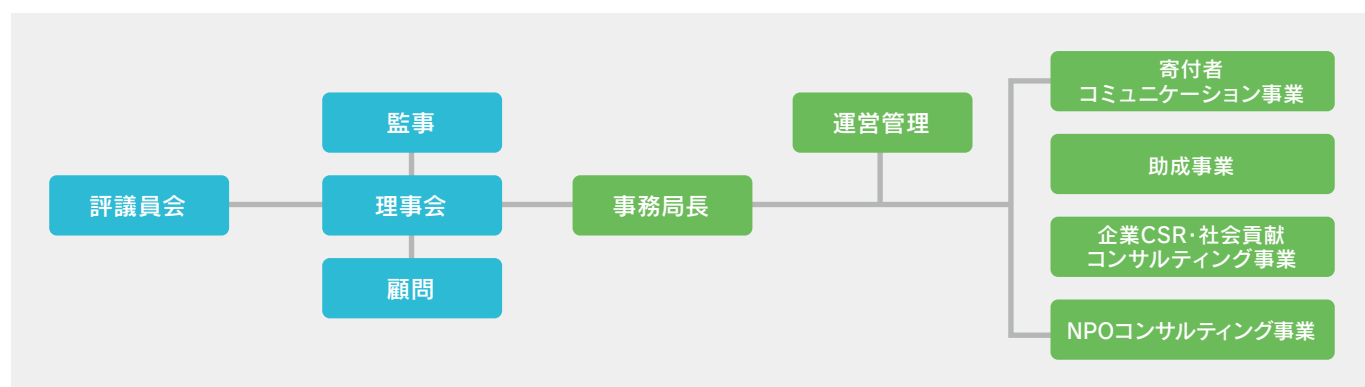 評議員会
監事
理事会
顧問
事務局長
運営管理
寄付者
コミュニケーション事業
助成事業
企業CSR・社会貢献
コンサルティング事業
NPOコンサルティング事業